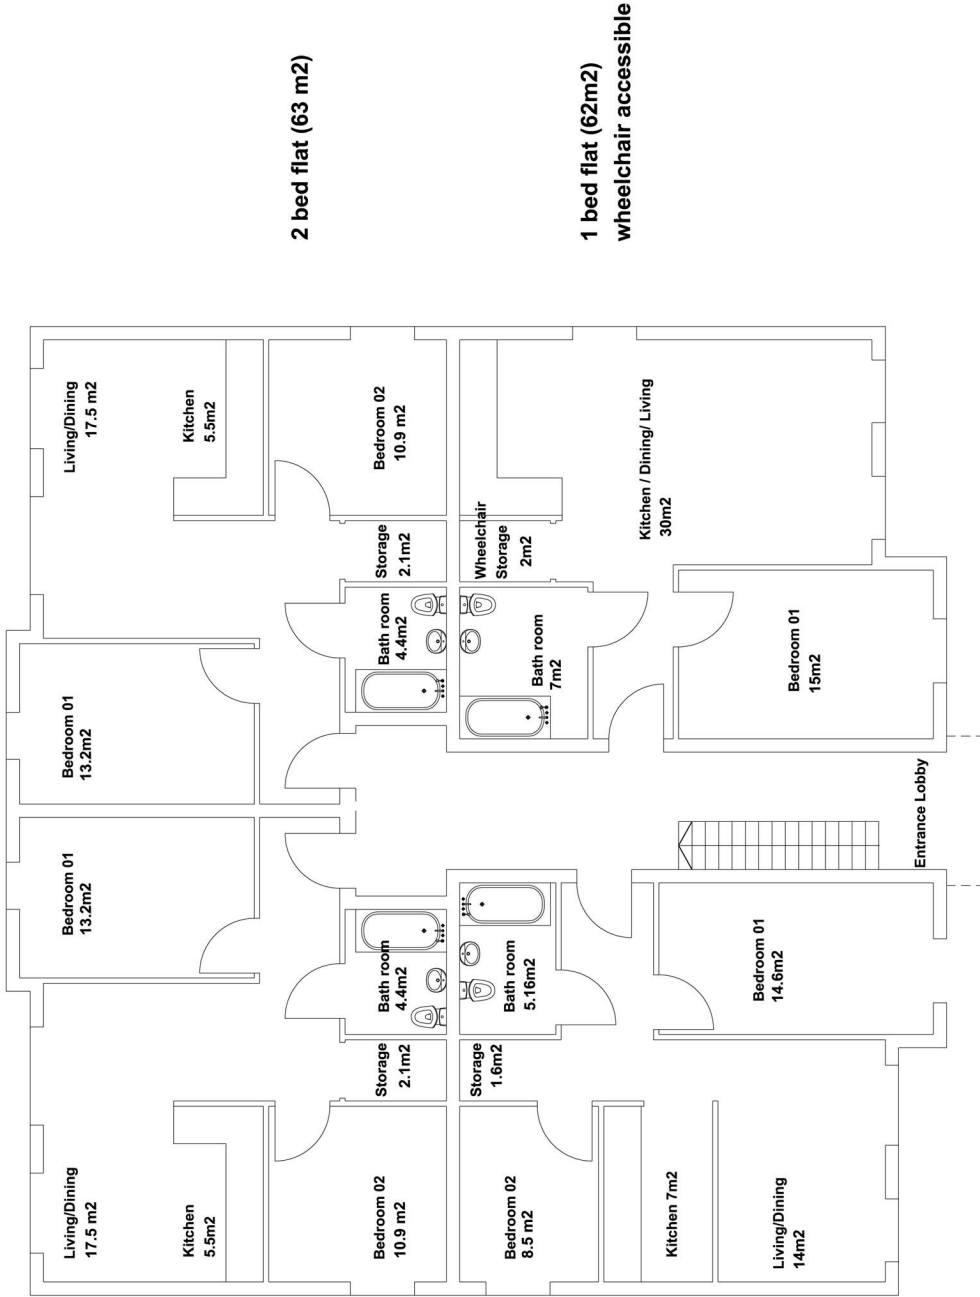 Living/Dining
17.5 m2
Kitchen
5.5m2
Bedroom 01
13.2m2
Bedroom 01
13.2m2
Living/Dining
17.5 m2
Kitchen
5.5m2
2 bed flat (63 m2)
Bedroom 02
10.9 m2
Storage
2.1m2
Bath room
4.4m2
Bath room
4.4m2
Storage
2.1m2
Bedroom 02
10.9 m2
Bedroom 02
8.5 m2
Storage
1.6m2
Bath room
5.16m2
Bath room
7m2
Wheelchair
Storage
2m2
Kitchen 7m2
Kitchen / Dining/ Living
30m2
1 bed flat (62m2)
wheelchair accessible
Living/Dining
14m2
Bedroom 01
14.6m2
Bedroom 01
15m2
Entrance Lobby